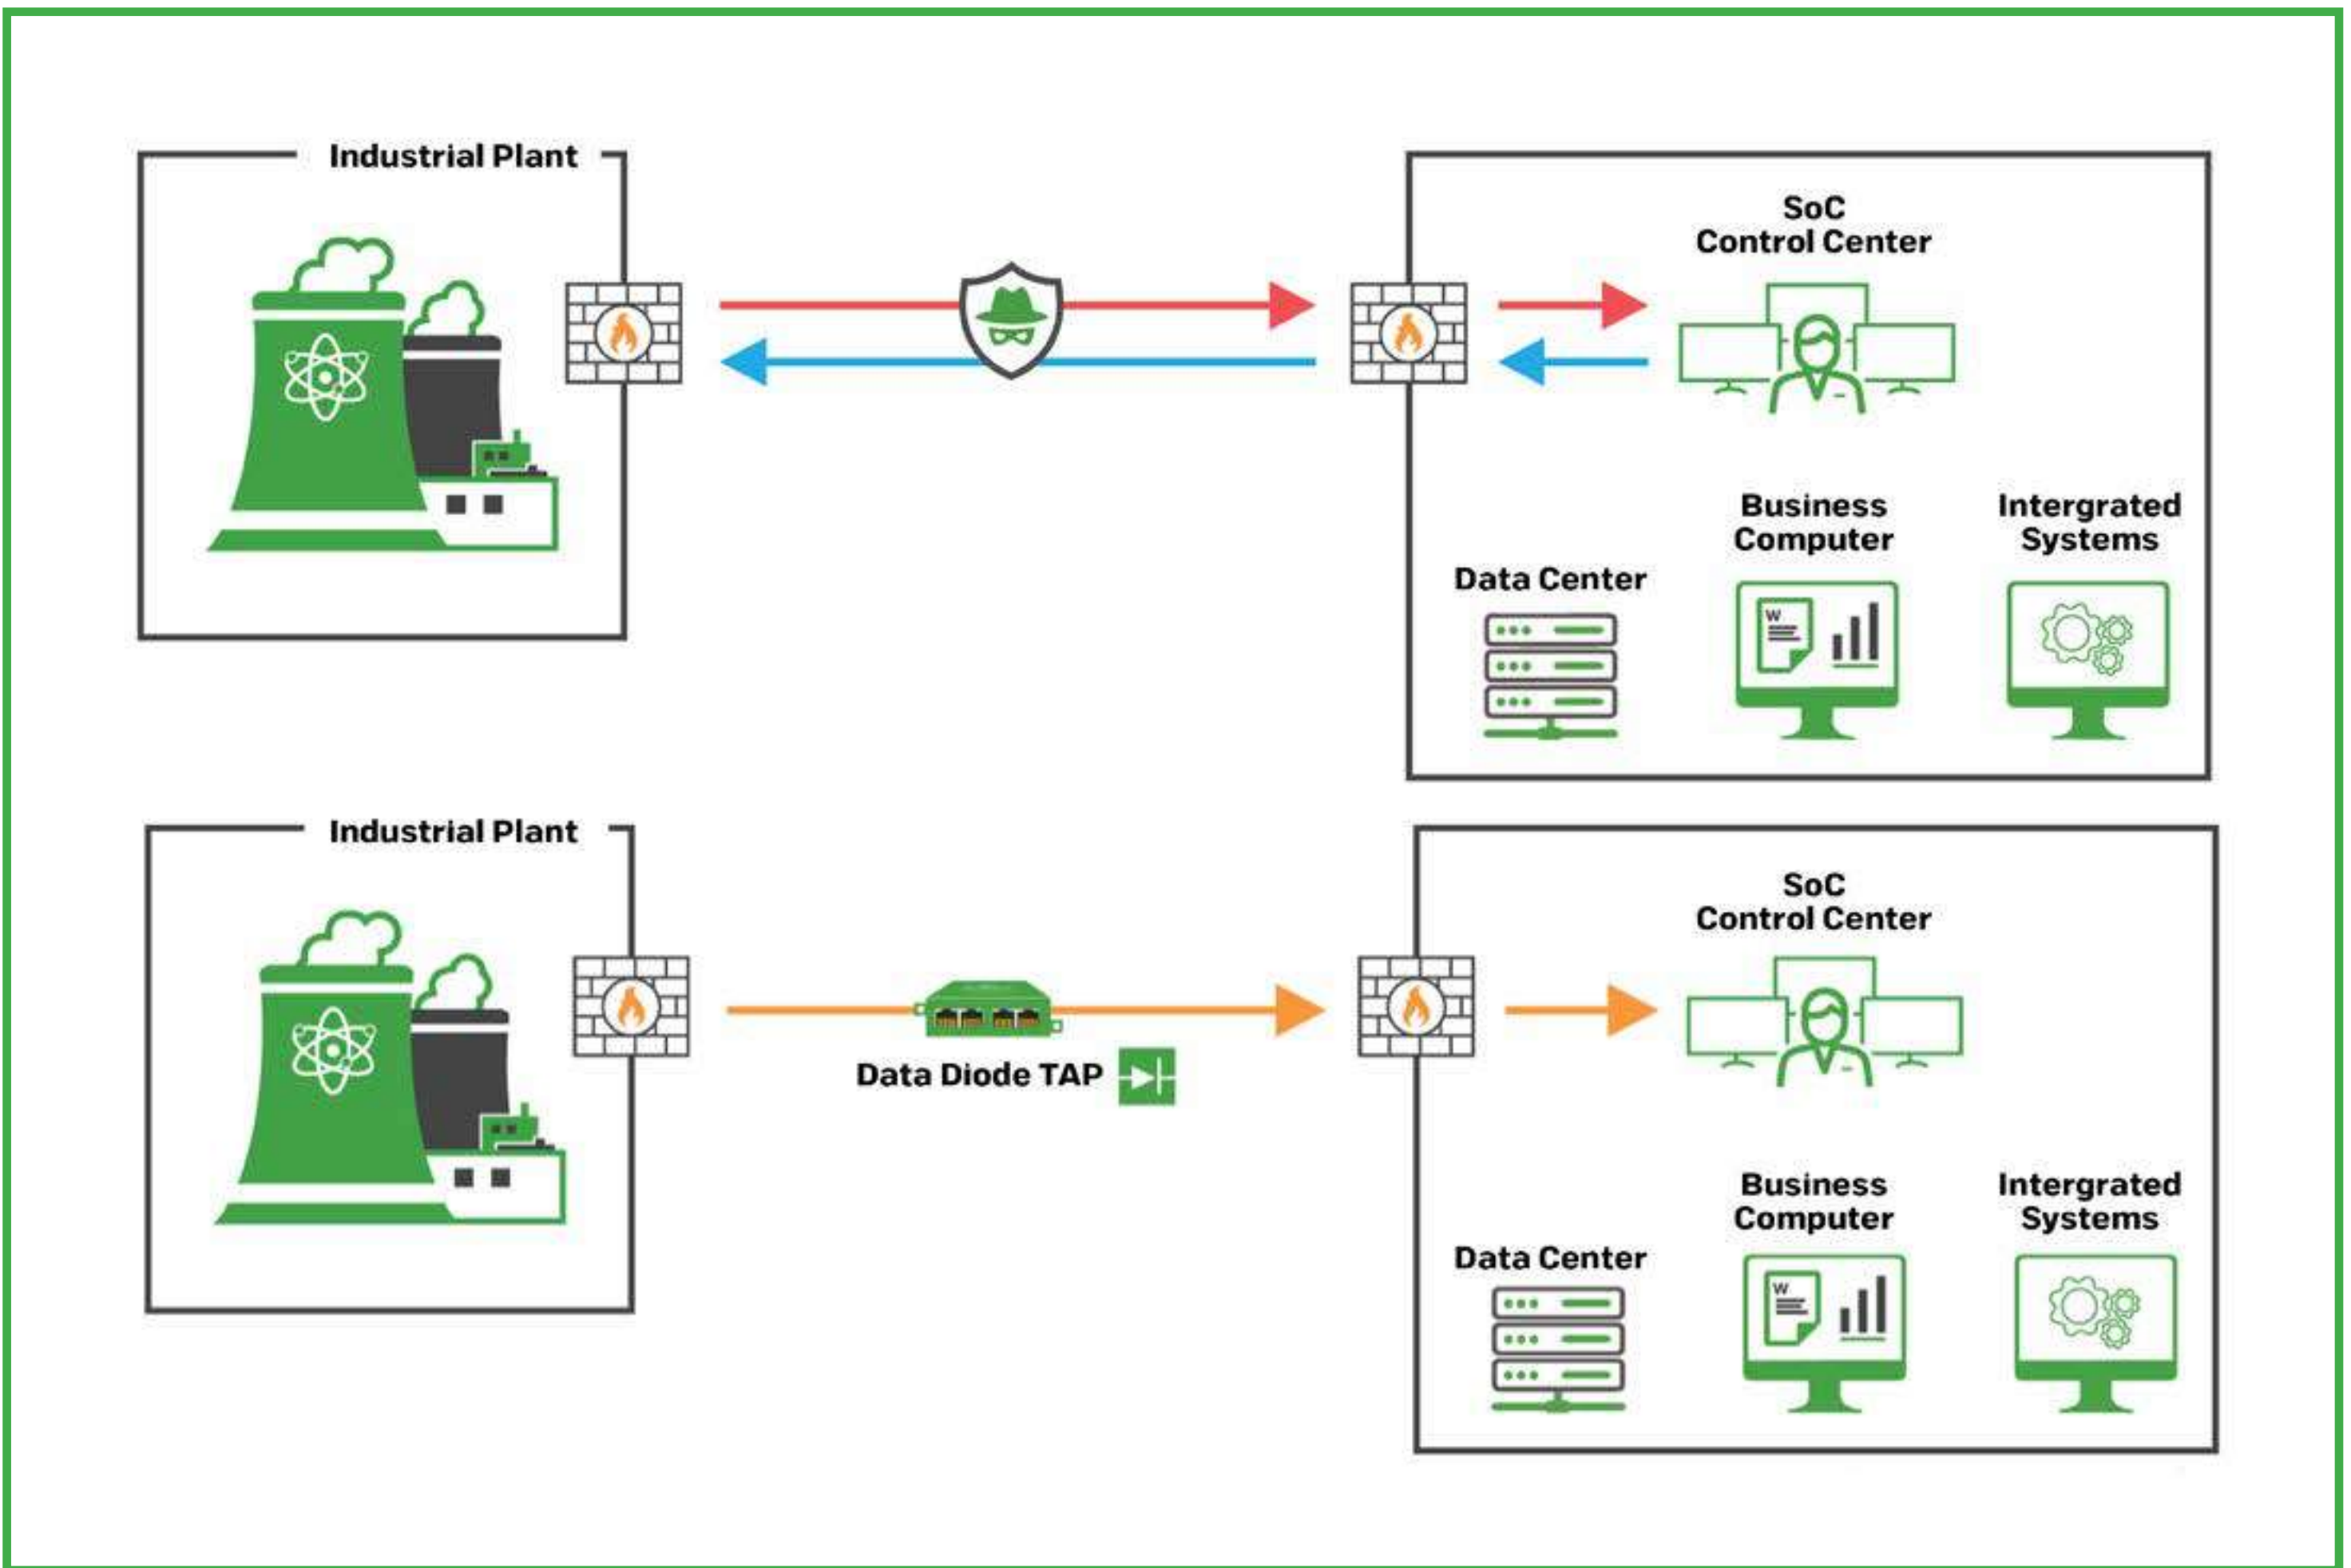 Industrial Plant
SoC
Control Center
Business
Computer
Intergrated
Systems
Data Center
W
Industrial Plant
SoC
Control Center
Data Diode TAP
Business
Computer
Intergrated
Systems
Data Center
W